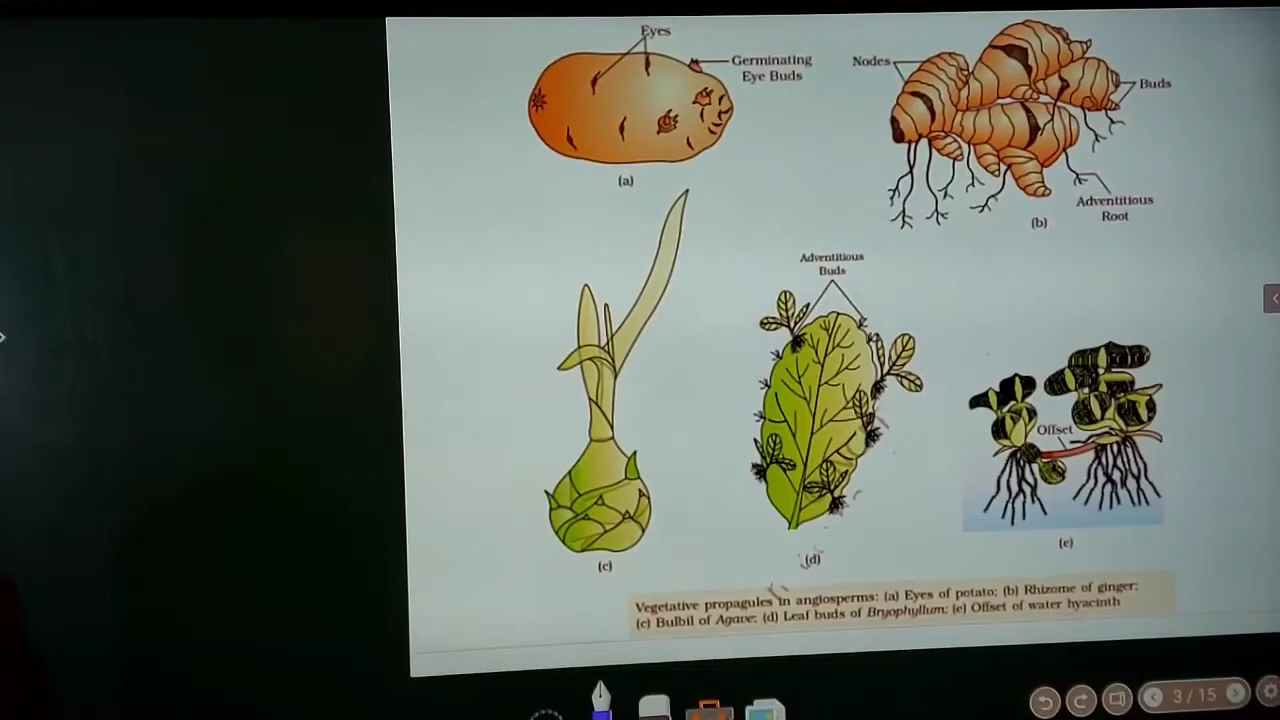 Eyes
Germinating
Eye Buds
(a)
Nodes
Buds
Adventitious
Root
(b)
Adventitious
Buds
(c)
(d)
Offset
(e)
Vegetative propagules in angiosperms: (a) Eyes of potato; (b) Rhizome of ginger;
(c) Bulbil of Agave; (d) Leaf buds of Bryophyllum; (e) Offset of water hyacinth
3/15